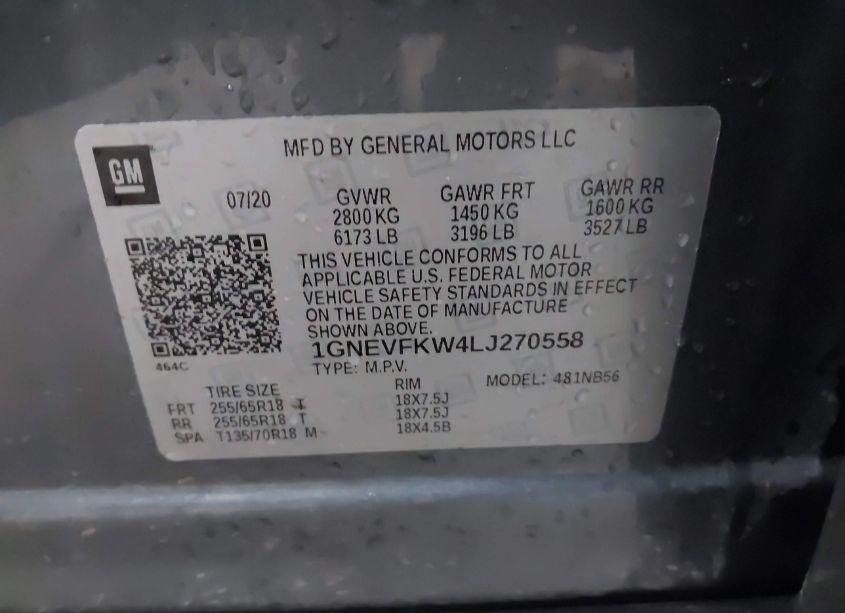 MFD BY GENERAL MOTORS LLC
GM
07/20 GVWR GAWR FRT GAWR RR
2800 KG 1450 KG 1600 KG
6173 LB 3196 LB 3527 LB
THIS VEHICLE CONFORMS TO ALL
APPLICABLE U.S. FEDERAL MOTOR
VEHICLE SAFETY STANDARDS IN EFFECT
ON THE DATE OF MANUFACTURE
SHOWN ABOVE.
1GNEVFKW4LJ270558
464C
TYPE: M.P.V. MODEL: 481NB56
TIRE SIZE RIM
FRT 255/65R18 T 18X7.5J
RR 255/65R18 T 18X7.5J
SPA T135/70R18 M 18X4.5B